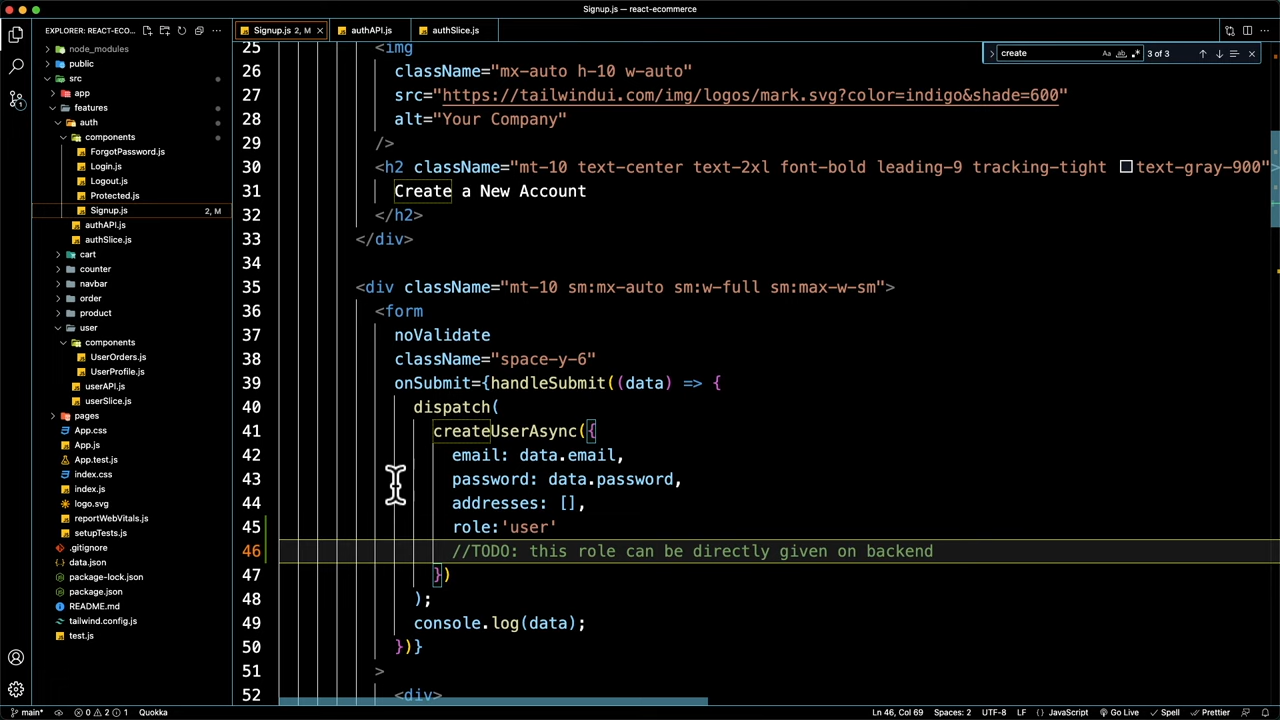 Signup.js — react-ecommerce
EXPLORER: REACT-ECO...
Signup.js 2, M
authAPI.js
authSlice.js
node_modules
public
src
app
features
auth
components
ForgotPassword.js
Login.js
Logout.js
Protected.js
Signup.js 2, M
authAPI.js
authSlice.js
cart
counter
navbar
order
product
user
components
UserOrders.js
UserProfile.js
userAPI.js
userSlice.js
pages
App.css
App.js
App.test.js
index.css
index.js
logo.svg
reportWebVitals.js
setupTests.js
.gitignore
data.json
package-lock.json
package.json
README.md
tailwind.config.js
test.js
create
Aa ab .* 3 of 3
25 <img
26 className="mx-auto h-10 w-auto"
27 src="https://tailwindui.com/img/logos/mark.svg?color=indigo&shade=600"
28 alt="Your Company"
29 />
30 <h2 className="mt-10 text-center text-2xl font-bold leading-9 tracking-tight text-gray-900">
31 Create a New Account
32 </h2>
33 </div>
34
35 <div className="mt-10 sm:mx-auto sm:w-full sm:max-w-sm">
36 <form
37 noValidate
38 className="space-y-6"
39 onSubmit={handleSubmit((data) => {
40 dispatch(
41 createUserAsync({
42 email: data.email,
43 password: data.password,
44 addresses: [],
45 role:'user'
46 //TODO: this role can be directly given on backend
47 })
48 );
49 console.log(data);
50 })}
51 >
52 <div>
main* 0 2 1 Quokka
Ln 46, Col 69 Spaces: 2 UTF-8 LF {} JavaScript Go Live Spell Prettier